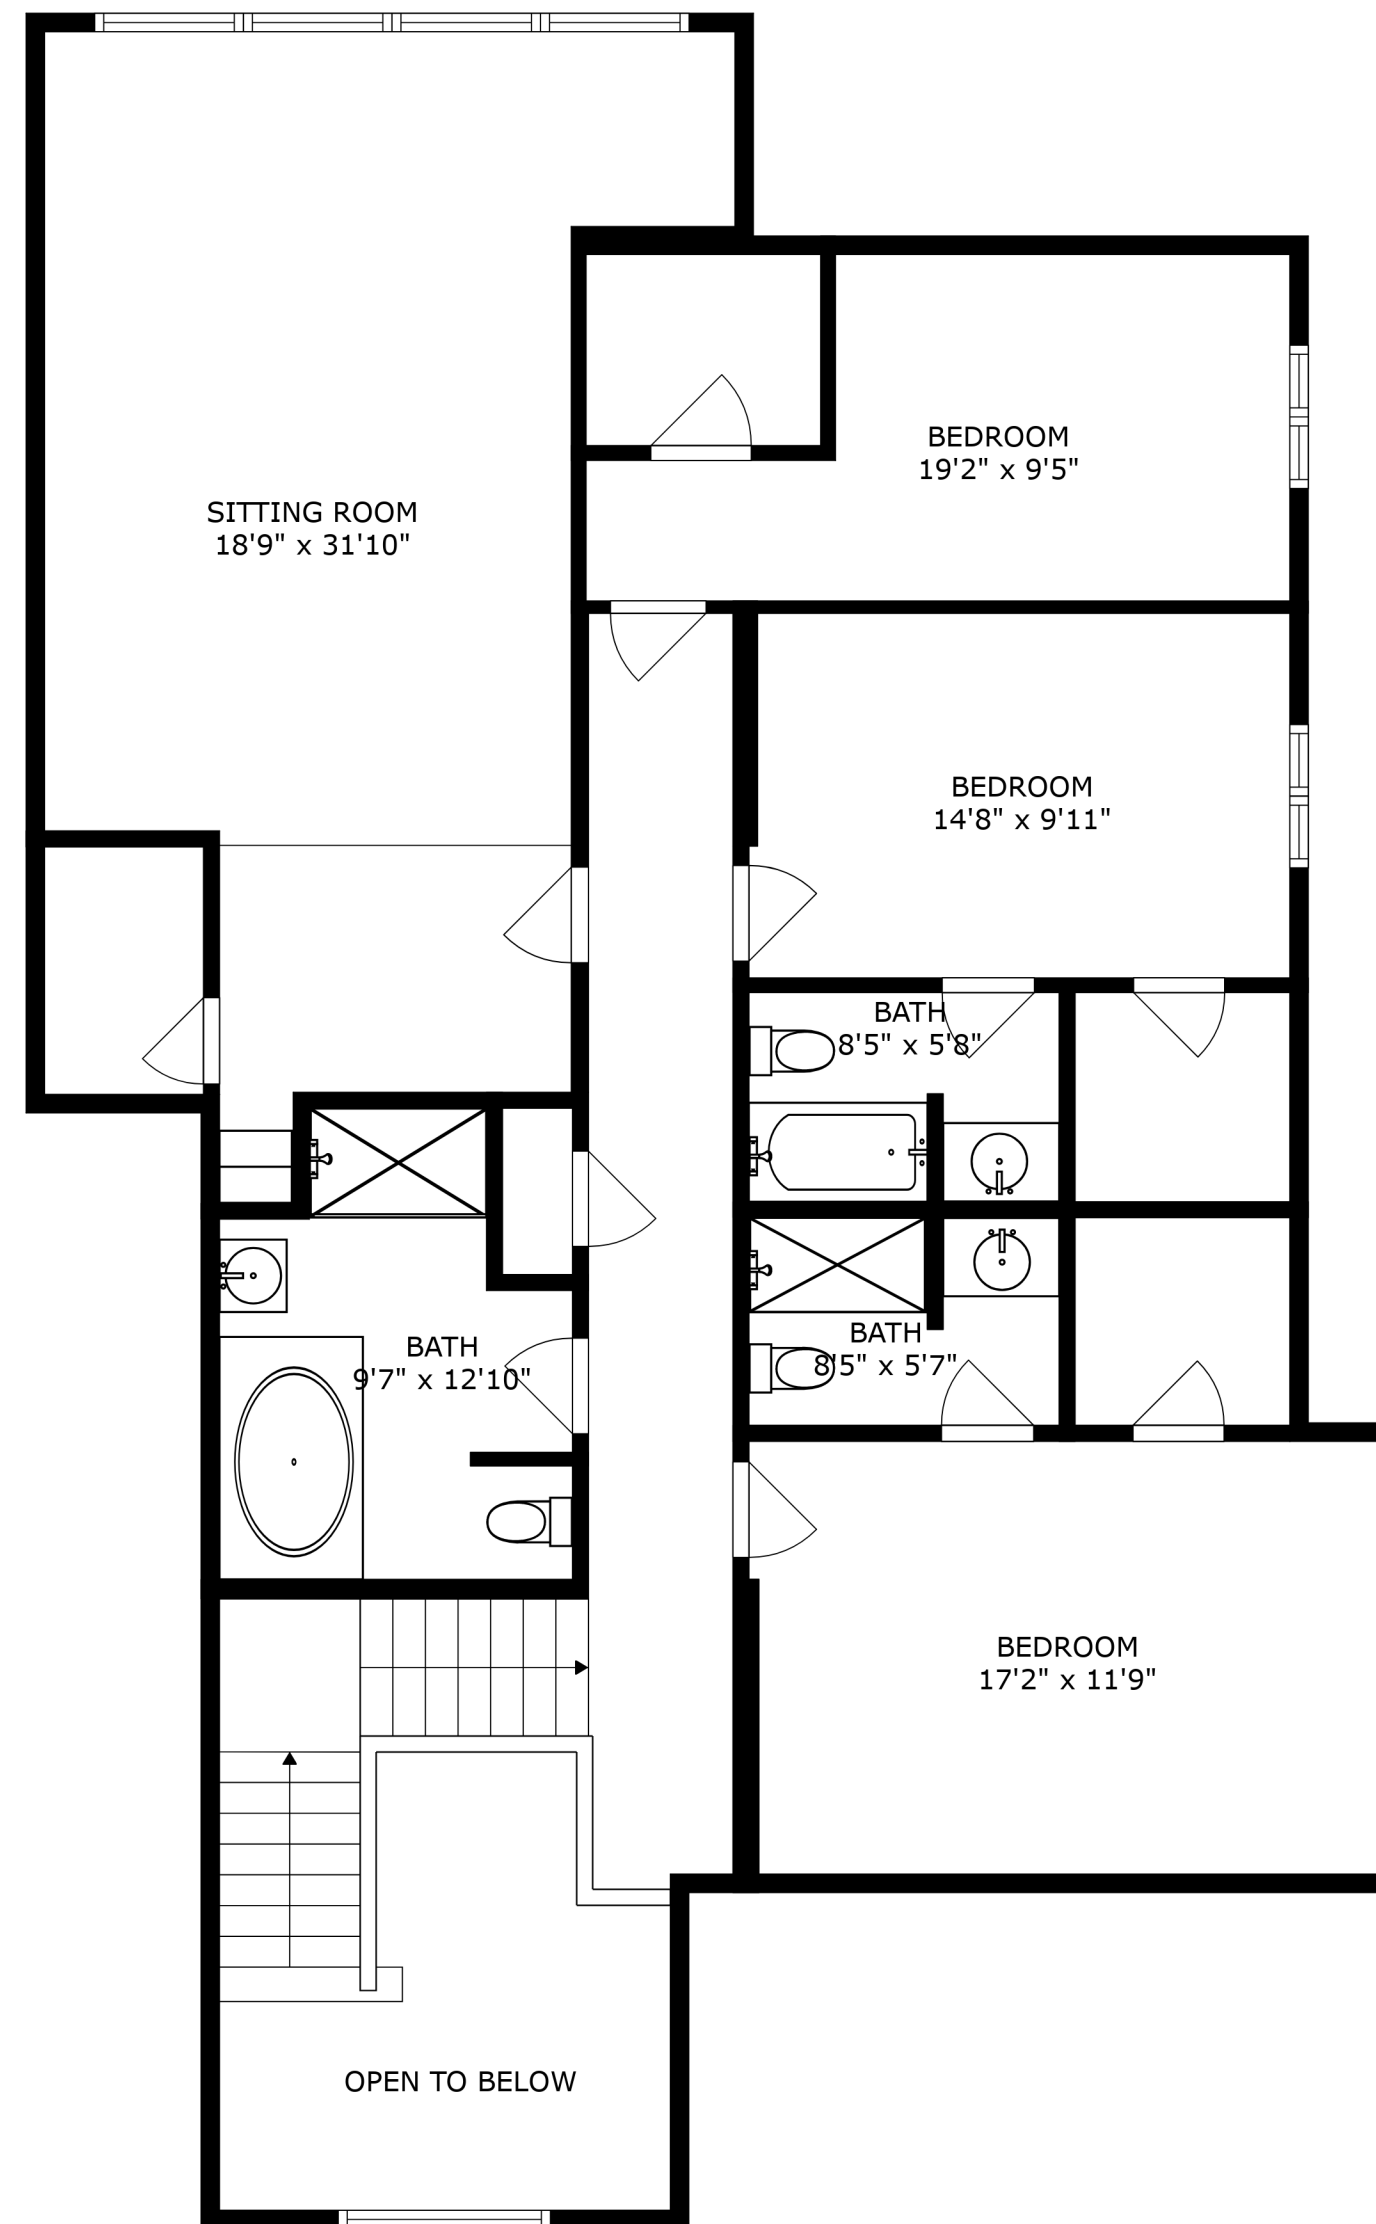 BEDROOM
19'2" x 9'5"
SITTING ROOM
18'9" x 31'10"
BEDROOM
14'8" x 9'11"
BATH
8'5" x 5'8"
BATH
8'5" x 5'7"
BATH
9'7" x 12'10"
BEDROOM
17'2" x 11'9"
OPEN TO BELOW